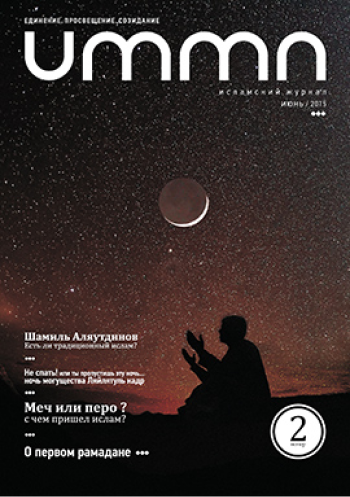 ЕДИНЕНИЕ. ПРОСВЕЩЕНИЕ. СОЗИДАНИЕ
UMMA
исламский журнал
ИЮНЬ / 2015
Шамиль Аляутдинов
Есть ли традиционный ислам?
Не спать! или ты пропустишь эту ночь...
ночь могущества Ляйлятуль кадр
Меч или перо ?
с чем пришел ислам?
О первом рамадане
2
номер